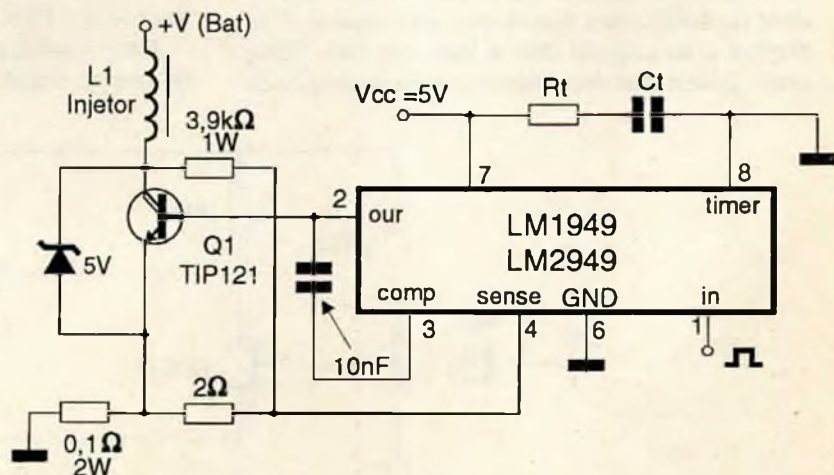 +V (Bat)
L1
Injetor
3,9kΩ
1W
Vcc =5V
Rt
Ct
7
8
2
our
timer
LM1949
LM2949
Q1
TIP121
5V
comp
sense
GND
in
3
4
6
1
10nF
2Ω
0,1Ω
2W